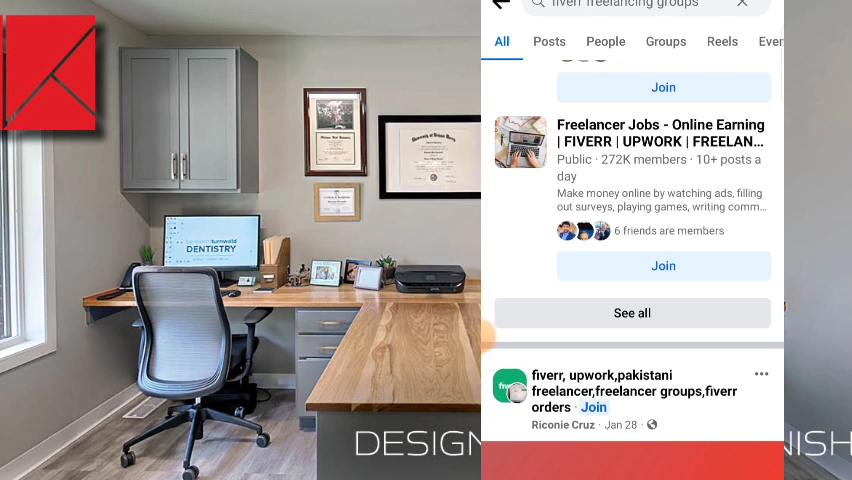 fiverr freelancing groups
All Posts People Groups Reels
Join
Freelancer Jobs - Online Earning
| FIVERR | UPWORK | FREELAN...
Public · 272K members · 10+ posts a
day
Make money online by watching ads, filling
out surveys, playing games, writing comm...
6 friends are members
Join
See all
fiverr, upwork,pakistani
freelancer,freelancer groups,fiverr
orders · Join
Riconie Cruz · Jan 28 ·
turnwald
DENTISTRY
DESIGN
NISH